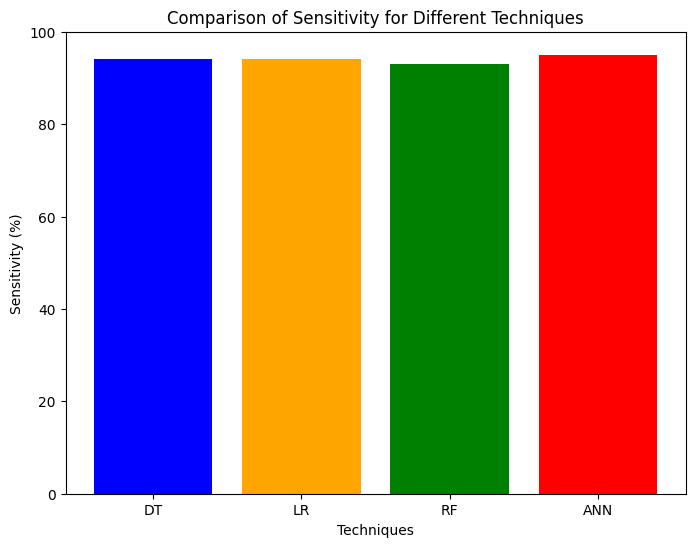 Comparison of Sensitivity for Different Techniques
Sensitivity (%)
100
80
60
40
20
0
DT
LR
RF
ANN
Techniques